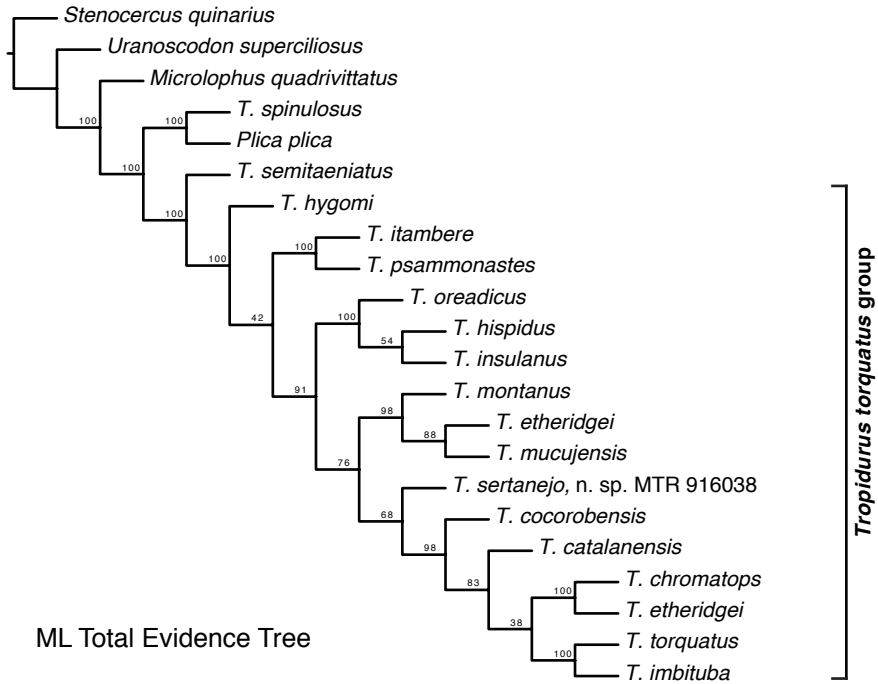 Stenocercus quinarius
Uranoscodon superciliosus
Microlophus quadrivittatus
100
T. spinulosus
100
Plica plica
100
T. semitaeniatus
100
T. hygomi
100
T. itambere
100
T. psammonastes
42
T. oreadicus
100
T. hispidus
54
T. insulanus
91
T. montanus
98
T. etheridgei
88
T. mucujensis
76
T. sertanejo, n. sp. MTR 916038
68
T. cocorobensis
98
T. catalanensis
83
T. chromatops
100
T. etheridgei
38
T. torquatus
100
T. imbituba
ML Total Evidence Tree
Tropidurus torquatus group